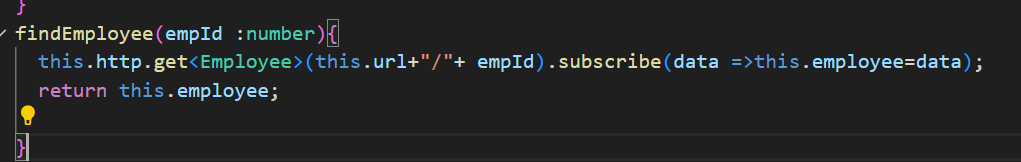 }
findEmployee(empId :number){
this.http.get<Employee>(this.url+"/"+ empId).subscribe(data =>this.employee=data);
return this.employee;
}